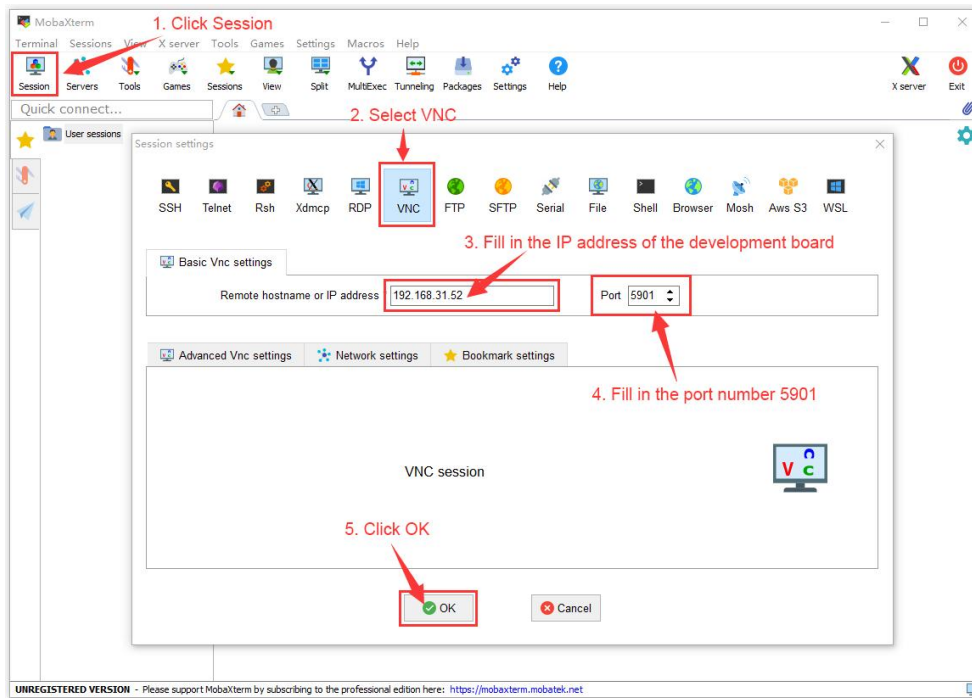 MobaXterm
1. Click Session
Terminal Sessions View X server Tools Games Settings Macros Help
Session Servers Tools Games Sessions View Split MultiExec Tunneling Packages Settings Help X server Exit
Quick connect...
2. Select VNC
User sessions
Session settings
SSH Telnet Rsh Xdmcp RDP VNC FTP SFTP Serial File Shell Browser Mosh Aws S3 WSL
3. Fill in the IP address of the development board
Basic Vnc settings
Remote hostname or IP address 192.168.31.52 Port 5901
Advanced Vnc settings Network settings Bookmark settings
4. Fill in the port number 5901
VNC session
5. Click OK
OK Cancel
UNREGISTERED VERSION - Please support MobaXterm by subscribing to the professional edition here: https://mobaxterm.mobatek.net